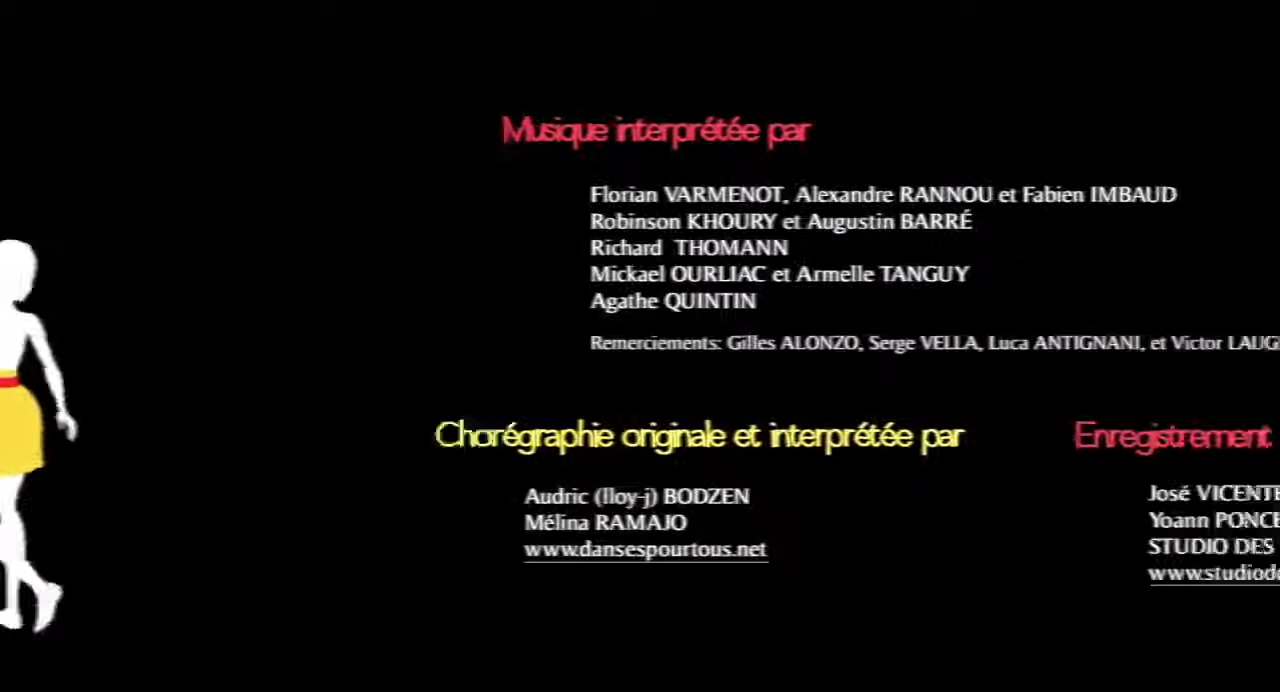 Musique interprétée par
Florian VARMENOT, Alexandre RANNOU et Fabien IMBAUD
Robinson KHOURY et Augustin BARRÉ
Richard THOMANN
Mickael OURLIAC et Armelle TANGUY
Agathe QUINTIN
Remerciements: Gilles ALONZO, Serge VELLA, Luca ANTIGNANI, et Victor
Chorégraphie originale et interprétée par
Audric (lloy-j) BODZEN
Mélina RAMAJO
www.dansespourtous.net
Enregistrement
José VICENTE
Yoann PONCE
STUDIO DES